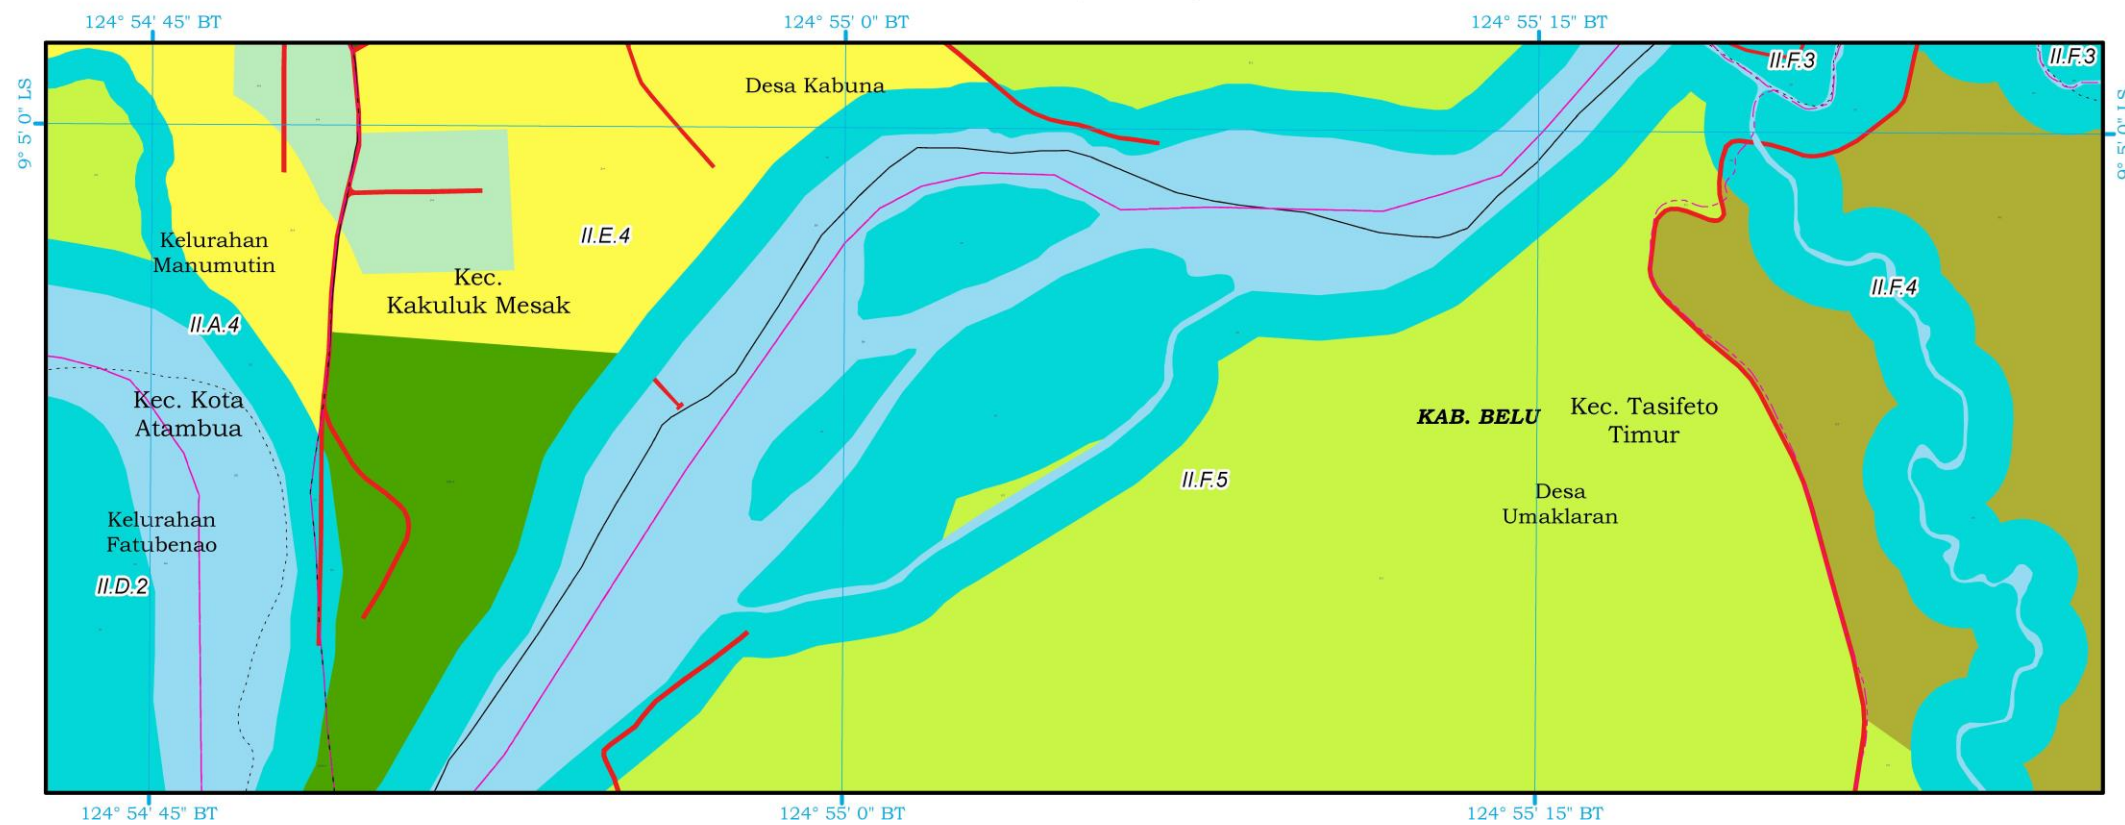 124° 54' 45" BT
124° 55' 0" BT
124° 55' 15" BT
II.F.3
II.F.3
Desa Kabuna
9° 5' 0" LS
9° 5' 0" LS
Kelurahan
Manumutin
II.E.4
Kec.
Kakuluk Mesak
II.F.4
II.A.4
Kec. Kota
Atambua
KAB. BELU
Kec. Tasifeto
Timur
II.F.5
Desa
Umaklaran
Kelurahan
Fatubenao
II.D.2
124° 54' 45" BT
124° 55' 0" BT
124° 55' 15" BT